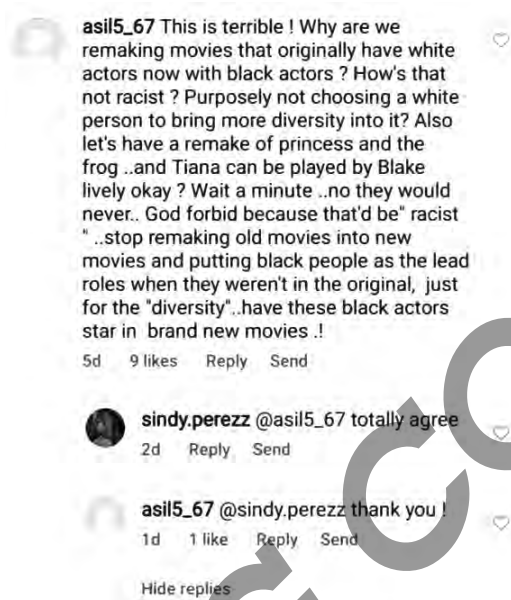 asil5_67 This is terrible ! Why are we
remaking movies that originally have white
actors now with black actors ? How's that
not racist ? Purposely not choosing a white
person to bring more diversity into it? Also
let's have a remake of princess and the
frog ..and Tiana can be played by Blake
lively okay ? Wait a minute ..no they would
never.. God forbid because that'd be" racist
" ..stop remaking old movies into new
movies and putting black people as the lead
roles when they weren't in the original, just
for the "diversity"..have these black actors
star in brand new movies .!
5d 9 likes Reply Send
sindy.perezz @asil5_67 totally agree
2d Reply Send
asil5_67 @sindy.perezz thank you !
1d 1 like Reply Send
Hide replies